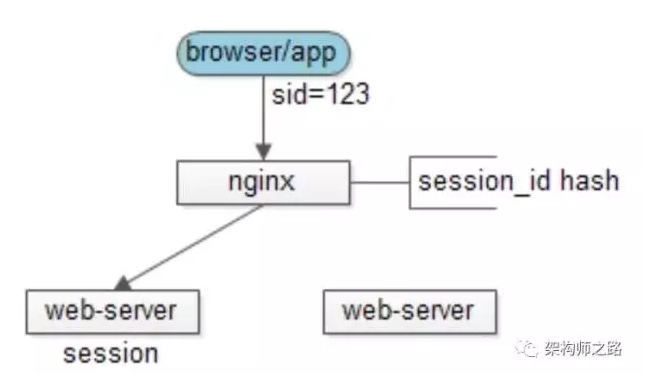 browser/app
sid=123
nginx
session_id hash
web-server
web-server
session
架构师之路